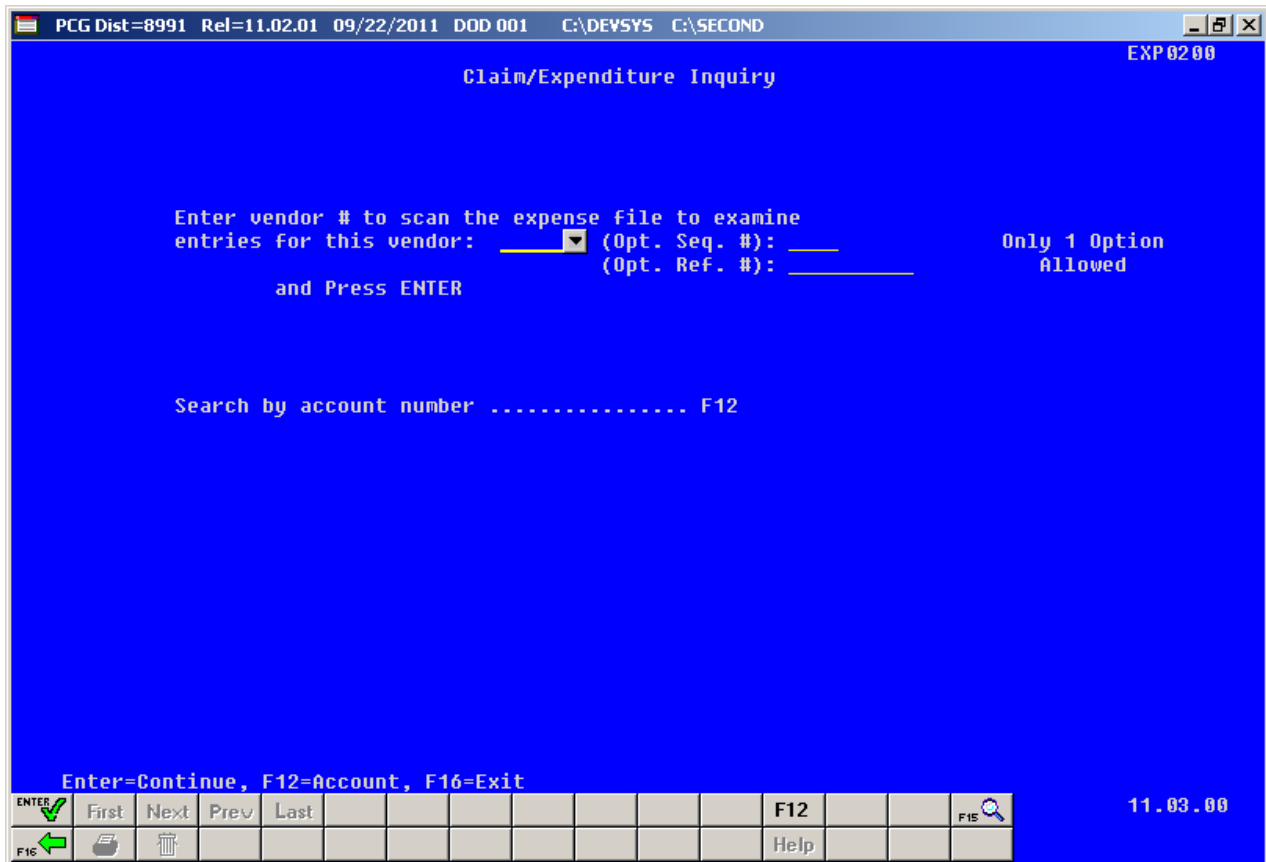 PCG Dist=8991 Rel=11.02.01 09/22/2011 DOD 001 C:\DEVSYS C:\SECOND
EXP0200
Claim/Expenditure Inquiry
Enter vendor # to scan the expense file to examine
entries for this vendor: (Opt. Seq. #): ____ Only 1 Option
(Opt. Ref. #): __________ Allowed
and Press ENTER
Search by account number ................ F12
Enter=Continue, F12=Account, F16=Exit
ENTER First Next Prev Last F12 F15 11.03.00
F16 Help